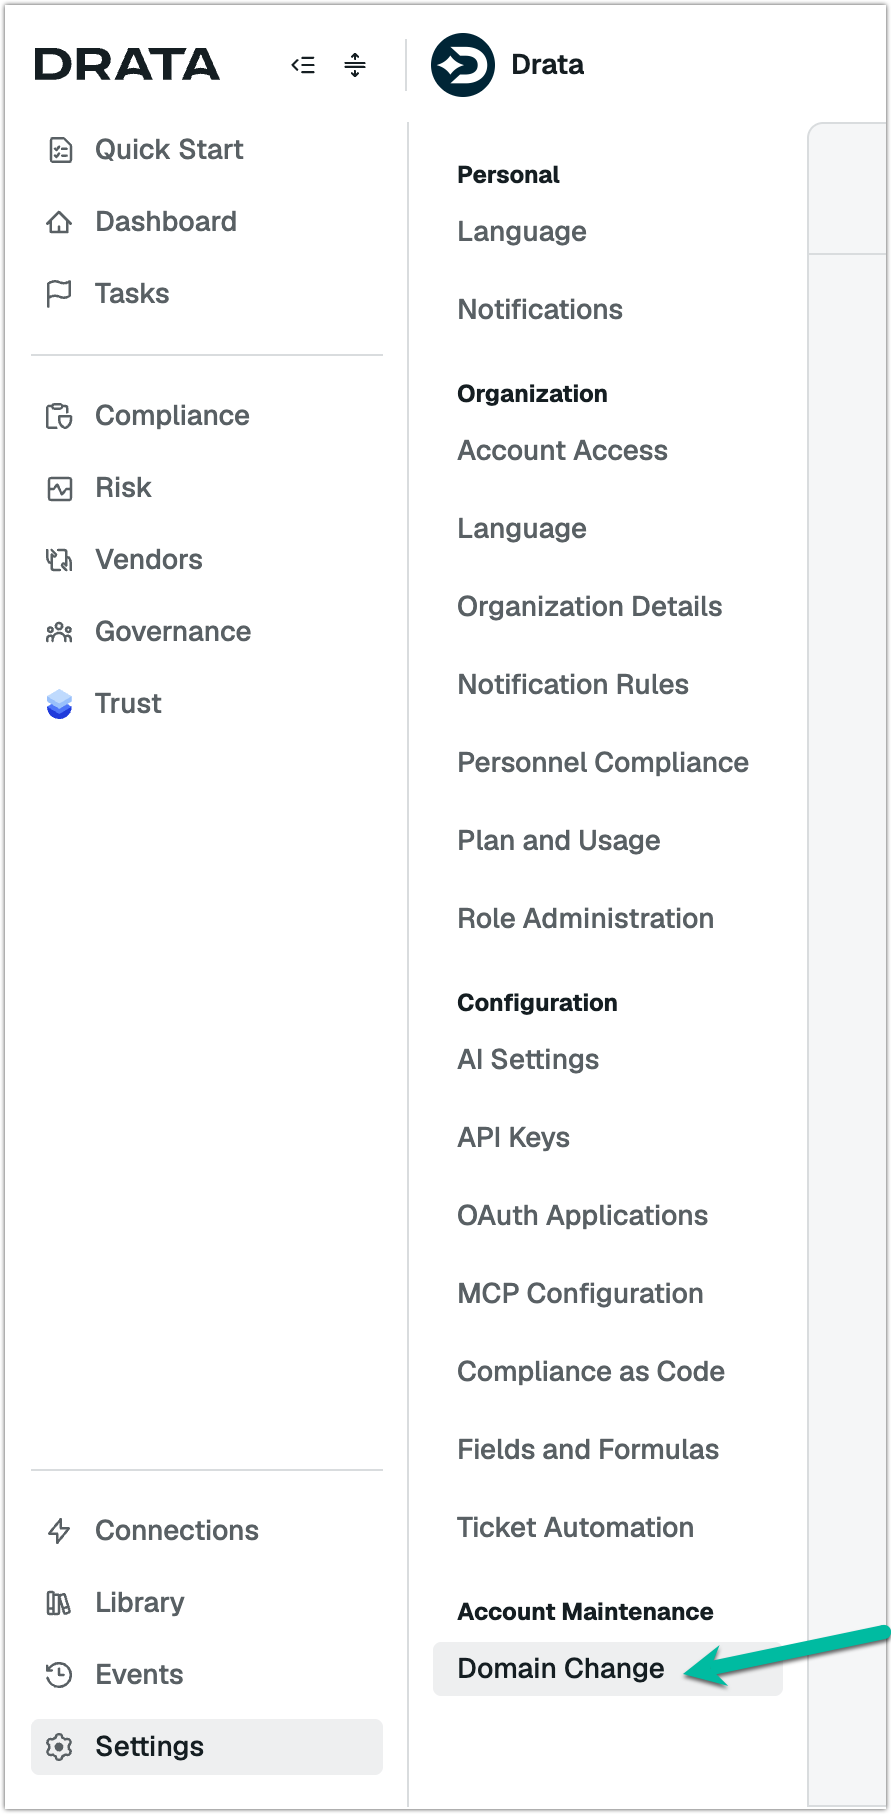 DRATA
Drata
Quick Start
Dashboard
Tasks
Compliance
Risk
Vendors
Governance
Trust
Connections
Library
Events
Settings
Personal
Language
Notifications
Organization
Account Access
Language
Organization Details
Notification Rules
Personnel Compliance
Plan and Usage
Role Administration
Configuration
AI Settings
API Keys
OAuth Applications
MCP Configuration
Compliance as Code
Fields and Formulas
Ticket Automation
Account Maintenance
Domain Change